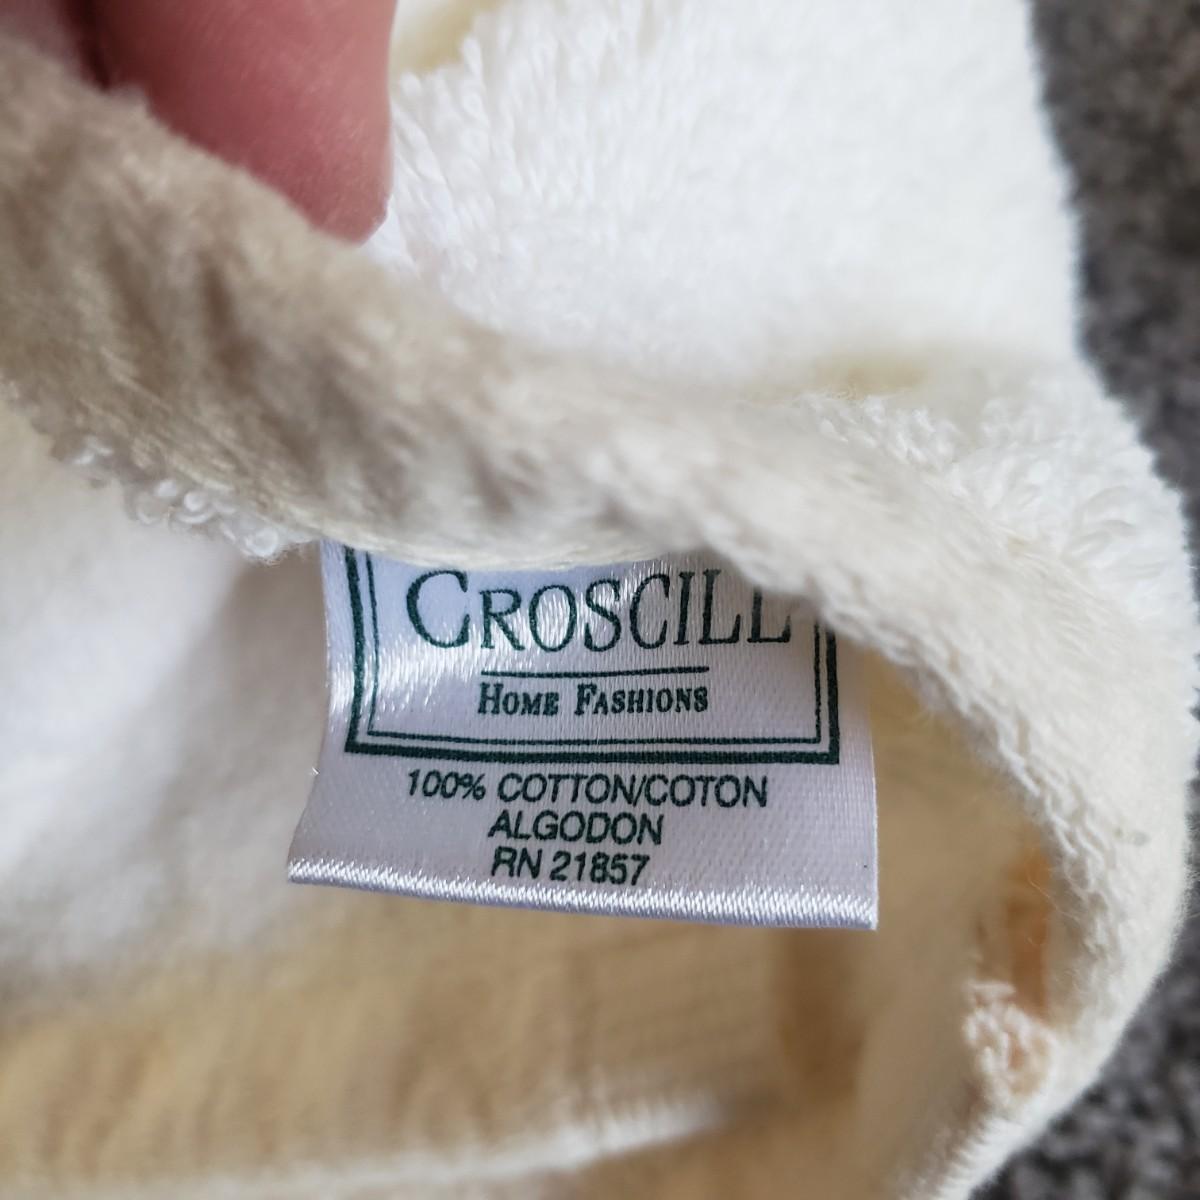 CROSCILL
HOME FASHIONS
100% COTTON/COTON
ALGODON
RN 21857